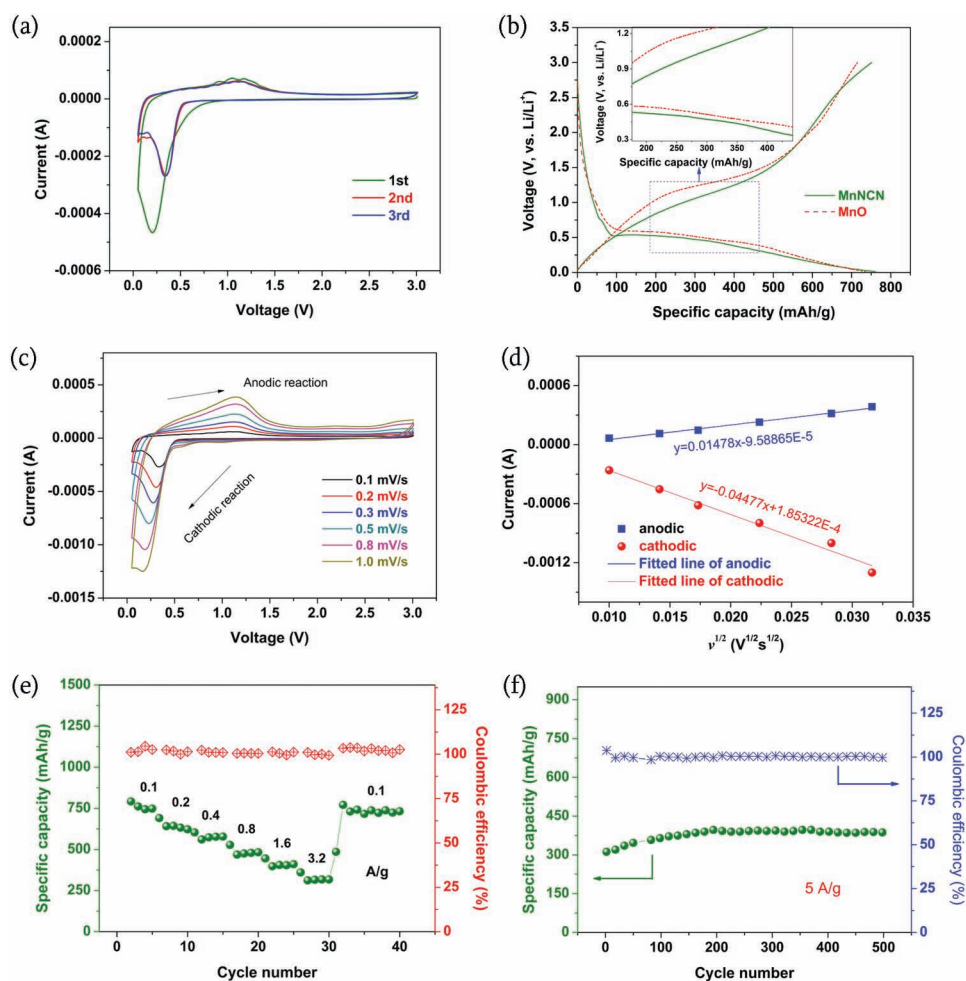 (a)
0.0002
0.0000
-0.0002
-0.0004
-0.0006
Current (A)
1st
2nd
3rd
0.0 0.5 1.0 1.5 2.0 2.5 3.0
Voltage (V)
(b)
3.5
3.0
2.5
2.0
1.5
1.0
0.5
0.0
Voltage (V, vs. Li/Li+)
1.2
0.9
0.6
0.3
Voltage (V, vs. Li/Li+)
200 300 400
Specific capacity (mAh/g)
MnNCN
MnO
0 100 200 300 400 500 600 700 800
Specific capacity (mAh/g)
(c)
0.0005
0.0000
-0.0005
-0.0010
-0.0015
Current (A)
Anodic reaction
Cathodic reaction
0.1 mV/s
0.2 mV/s
0.3 mV/s
0.5 mV/s
0.8 mV/s
1.0 mV/s
0.0 0.5 1.0 1.5 2.0 2.5 3.0
Voltage (V)
(d)
0.0006
0.0000
-0.0006
-0.0012
Current (A)
y=0.01478x-9.58865E-5
y=-0.04477x+1.85322E-4
anodic
cathodic
Fitted line of anodic
Fitted line of cathodic
0.010 0.015 0.020 0.025 0.030 0.035
v1/2 (V1/2s1/2)
(e)
1500
1250
1000
750
500
250
0
Specific capacity (mAh/g)
0.1
0.2
0.4
0.8
1.6
3.2
0.1
A/g
125
100
75
50
25
0
Coulombic efficiency (%)
0 10 20 30 40
Cycle number
(f)
900
750
600
450
300
150
0
Specific capacity (mAh/g)
5 A/g
125
100
75
50
25
0
Coulombic efficiency (%)
0 100 200 300 400 500
Cycle number